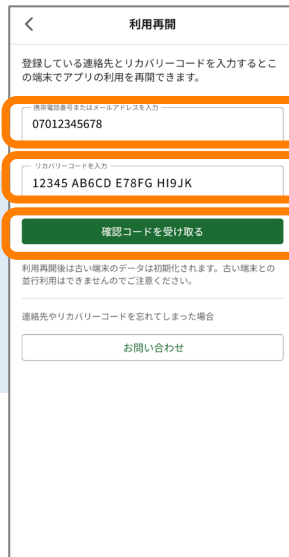 利用再開
登録している連絡先とリカバリーコードを入力するとこ
の端末でアプリの利用を再開できます。
携帯電話番号またはメールアドレスを入力
07012345678
リカバリーコードを入力
12345 AB6CD E78FG HI9JK
確認コードを受け取る
利用再開後は古い端末のデータは初期化されます。古い端末との
並行利用はできませんのでご注意ください。
連絡先やリカバリーコードを忘れてしまった場合
お問い合わせ